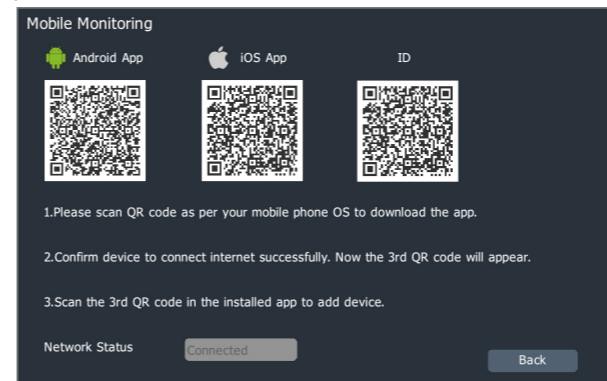 Mobile Monitoring
Android App
iOS App
ID
1.Please scan QR code as per your mobile phone OS to download the app.
2.Confirm device to connect internet successfully. Now the 3rd QR code will appear.
3.Scan the 3rd QR code in the installed app to add device.
Network Status
Connected
Back